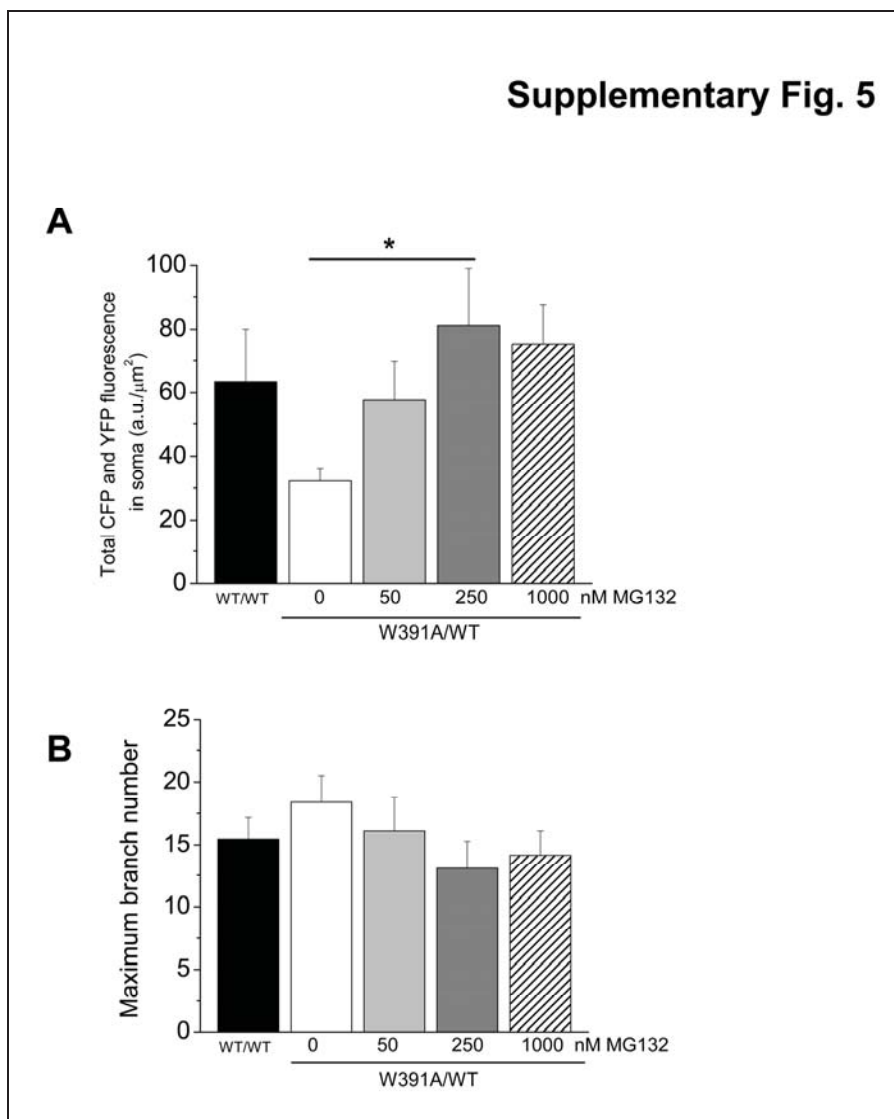 Supplementary Fig. 5
A
*
Total CFP and YFP fluorescence
in soma (a.u./μm²)
100
80
60
40
20
0
WT/WT 0 50 250 1000 nM MG132
W391A/WT
B
Maximum branch number
25
20
15
10
5
0
WT/WT 0 50 250 1000 nM MG132
W391A/WT